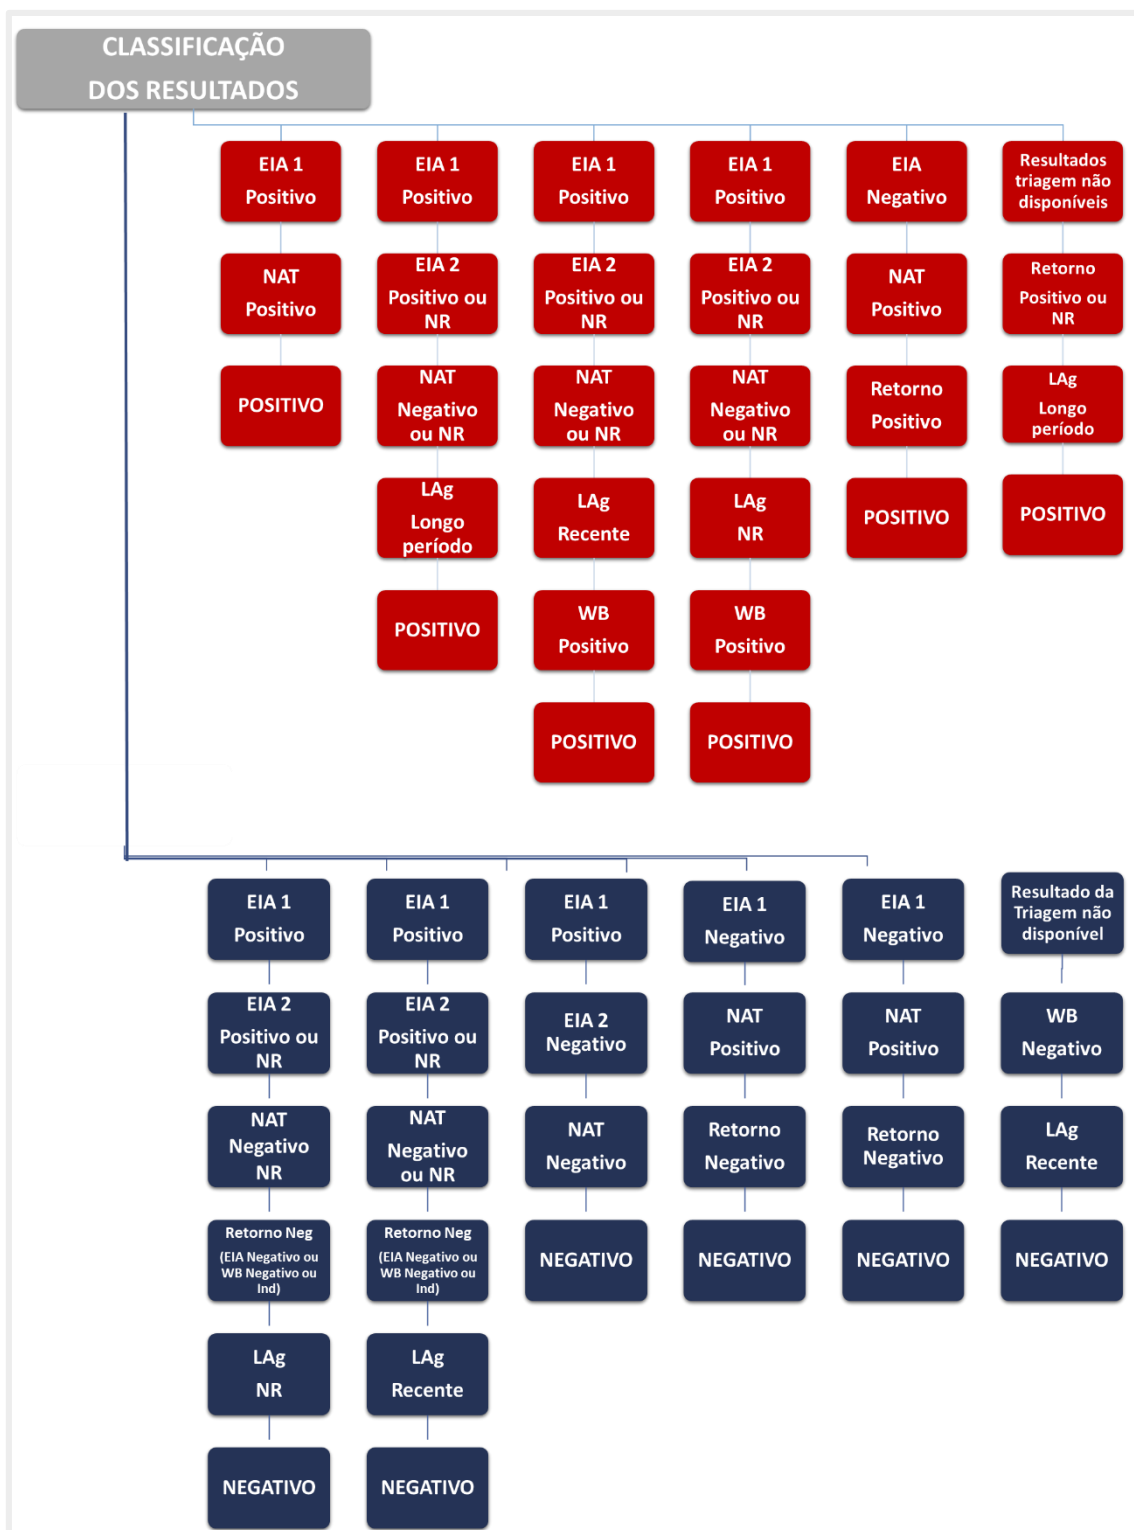 CLASSIFICAÇÃO
DOS RESULTADOS
EIA 1
Positivo
NAT
Positivo
POSITIVO
EIA 1
Positivo
EIA 2
Positivo ou
NR
NAT
Negativo
ou NR
LAg
Longo
período
POSITIVO
EIA 1
Positivo
EIA 2
Positivo ou
NR
NAT
Negativo
ou NR
LAg
Recente
WB
Positivo
POSITIVO
EIA 1
Positivo
EIA 2
Positivo ou
NR
NAT
Negativo
ou NR
LAg
NR
WB
Positivo
POSITIVO
EIA
Negativo
NAT
Positivo
Retorno
Positivo
POSITIVO
Resultados
triagem não
disponíveis
Retorno
Positivo ou
NR
LAg
Longo
período
POSITIVO
EIA 1
Positivo
EIA 2
Positivo ou
NR
NAT
Negativo
NR
Retorno Neg
(EIA Negativo ou
WB Negativo ou
Ind)
LAg
NR
NEGATIVO
EIA 1
Positivo
EIA 2
Positivo ou
NR
NAT
Negativo
ou NR
Retorno Neg
(EIA Negativo ou
WB Negativo ou
Ind)
LAg
Recente
NEGATIVO
EIA 1
Positivo
EIA 2
Negativo
NAT
Negativo
NEGATIVO
EIA 1
Negativo
NAT
Positivo
Retorno
Negativo
NEGATIVO
EIA 1
Negativo
NAT
Positivo
Retorno
Negativo
NEGATIVO
Resultado da
Triagem não
disponível
WB
Negativo
LAg
Recente
NEGATIVO